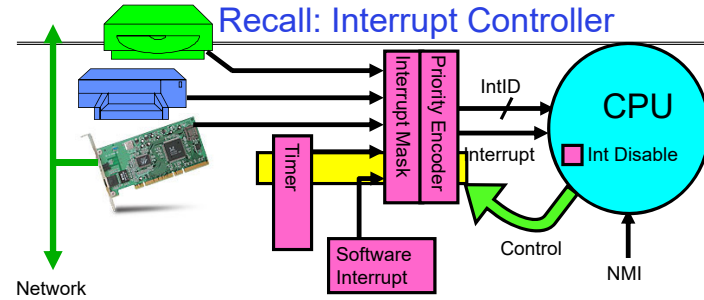 Recall: Interrupt Controller
Interrupt Mask
Priority Encoder
IntID
CPU
Interrupt
Int Disable
Timer
Software
Interrupt
Control
NMI
Network